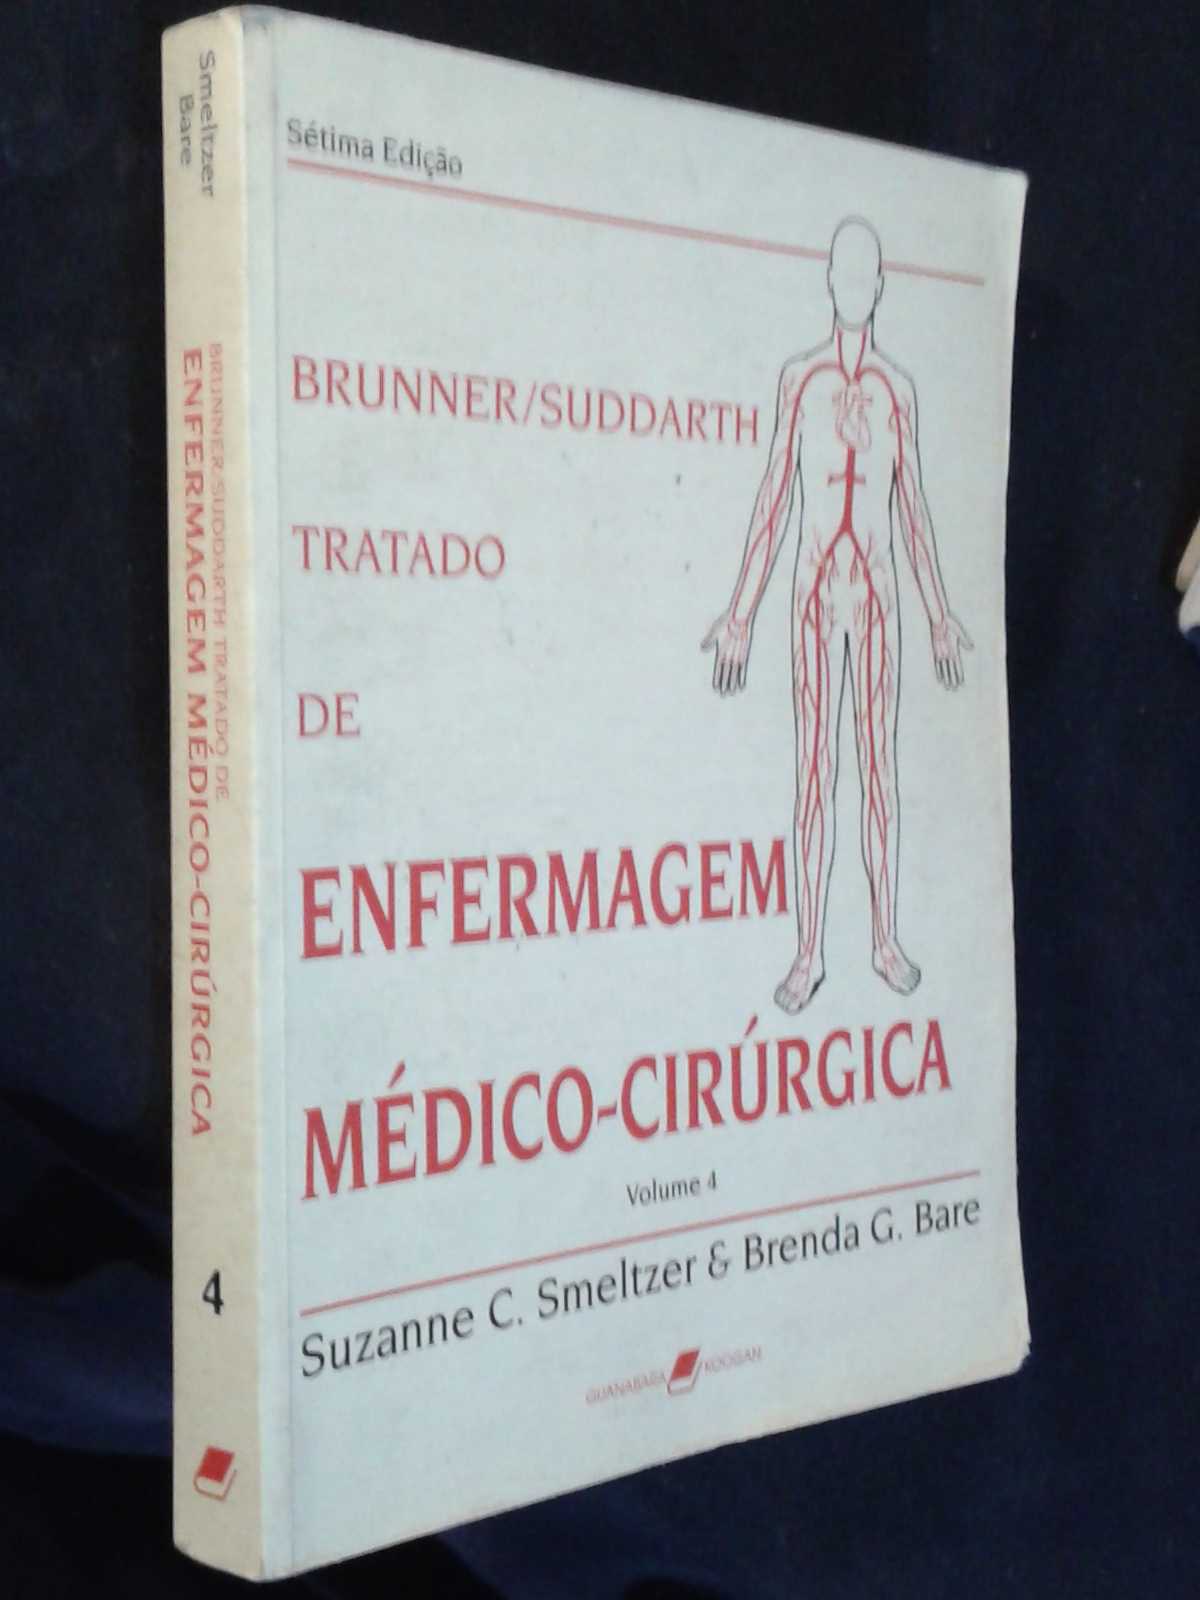 Smeltzer
Bare
BRUNNER/SUDDARTH TRATADO DE
ENFERMAGEM MÉDICO-CIRÚRGICA
4
Sétima Edição
BRUNNER/SUDDARTH
TRATADO
DE
ENFERMAGEM
MÉDICO-CIRÚRGICA
Volume 4
Suzanne C. Smeltzer & Brenda G. Bare
GUANABARA KOOGAN